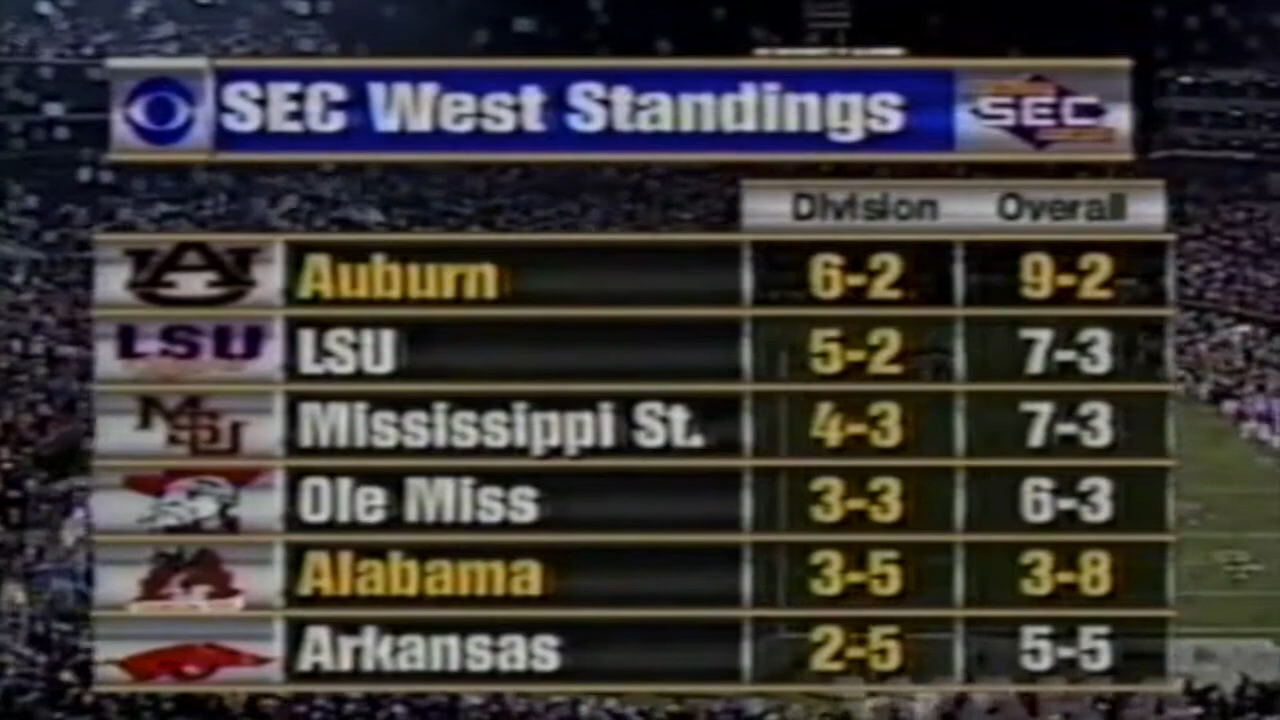 SEC West Standings SEC
Division Overall
AU Auburn 6-2 9-2
LSU LSU 5-2 7-3
MSU Mississippi St. 4-3 7-3
Ole Miss 3-3 6-3
Alabama 3-5 3-8
Arkansas 2-5 5-5